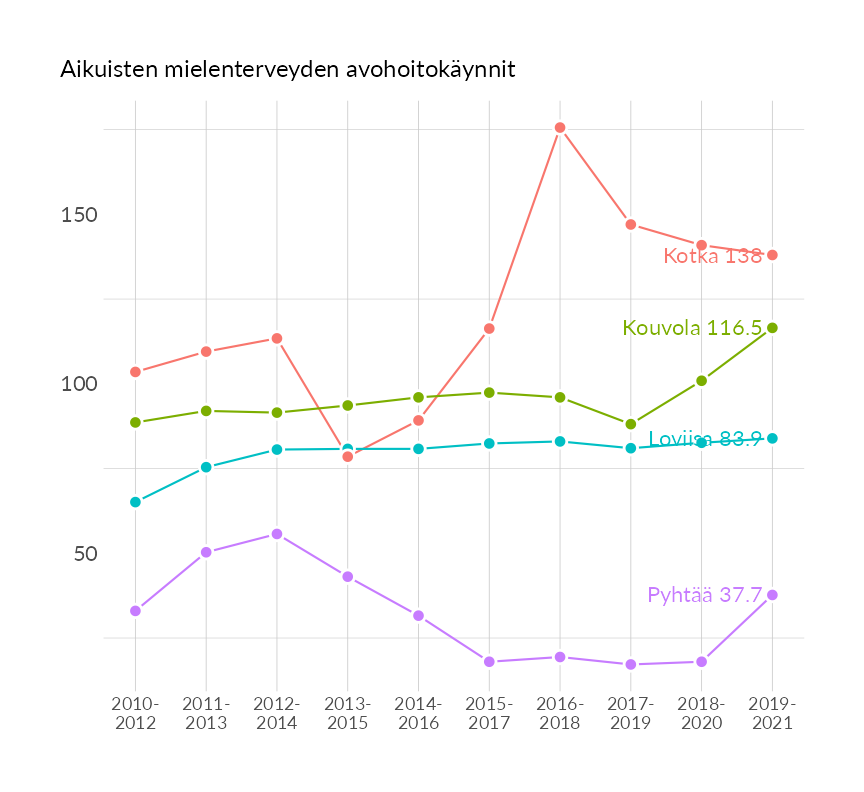 Aikuisten mielenterveyden avohoitokäynnit
150
100
50
Kotka 138
Kouvola 116.5
Loviisa 83.9
Pyhtää 37.7
2010- 2011- 2012- 2013- 2014- 2015- 2016- 2017- 2018- 2019-
2012 2013 2014 2015 2016 2017 2018 2019 2020 2021